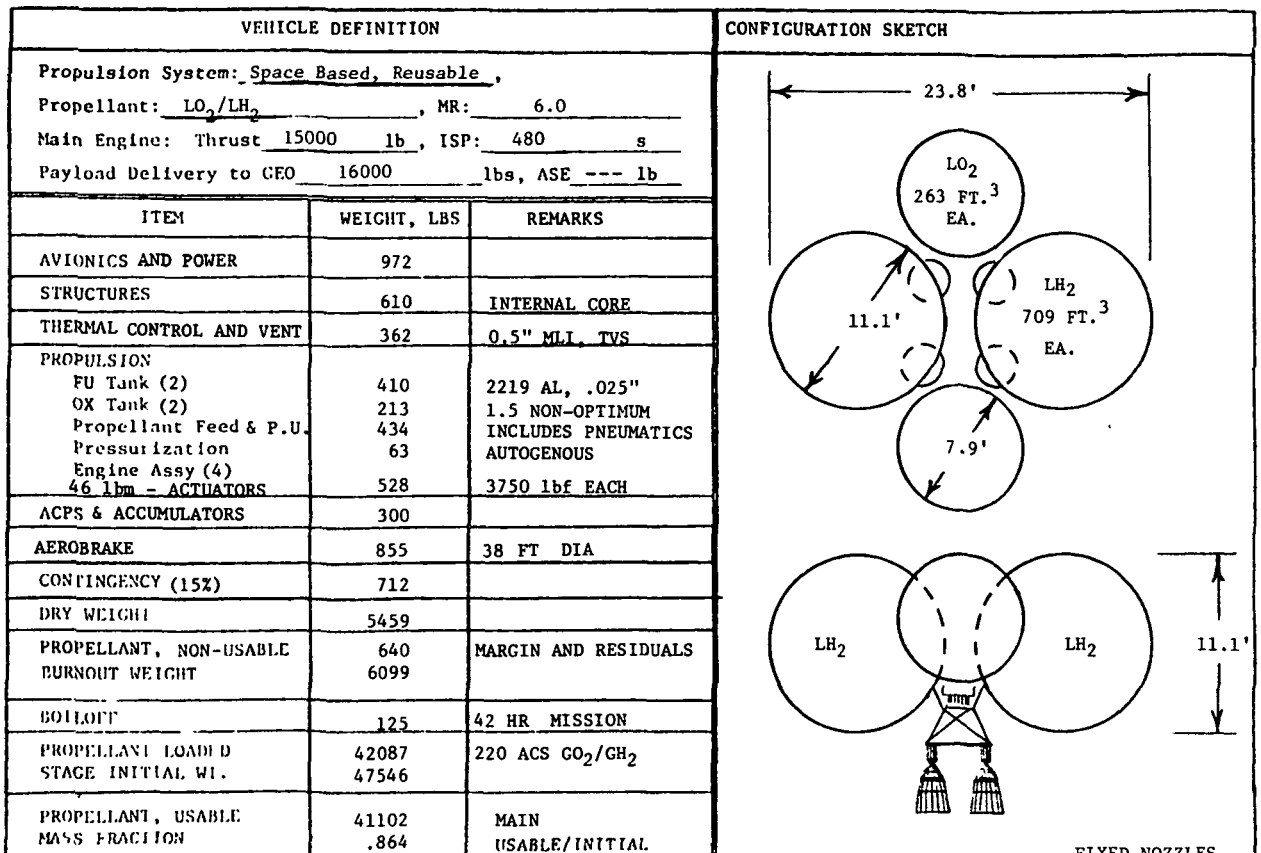 VEHICLE DEFINITION
Propulsion System: Space Based, Reusable ,
Propellant: LO2/LH2 , MR: 6.0
Main Engine: Thrust 15000 lb , ISP: 480 s
Payload Delivery to GEO 16000 lbs, ASE --- lb
ITEM WEIGHT, LBS REMARKS
AVIONICS AND POWER 972
STRUCTURES 610 INTERNAL CORE
THERMAL CONTROL AND VENT 362 0.5" MLI, TVS
PROPULSION
FU Tank (2) 410 2219 AL, .025"
OX Tank (2) 213 1.5 NON-OPTIMUM
Propellant Feed & P.U. 434 INCLUDES PNEUMATICS
Pressurization 63 AUTOGENOUS
Engine Assy (4)
46 lbm - ACTUATORS 528 3750 lbf EACH
ACPS & ACCUMULATORS 300
AEROBRAKE 855 38 FT DIA
CONTINGENCY (15%) 712
DRY WEIGHT 5459
PROPELLANT, NON-USABLE 640 MARGIN AND RESIDUALS
BURNOUT WEIGHT 6099
BOILOFF 125 42 HR MISSION
PROPELLANT LOADED 42087 220 ACS GO2/GH2
STAGE INITIAL WT. 47546
PROPELLANT, USABLE 41102 MAIN
MASS FRACTION .864 USABLE/INITIAL
CONFIGURATION SKETCH
23.8'
LO2
263 FT.3
EA.
11.1'
LH2
709 FT.3
EA.
7.9'
LH2
LH2
11.1'
FIXED NOZZLES